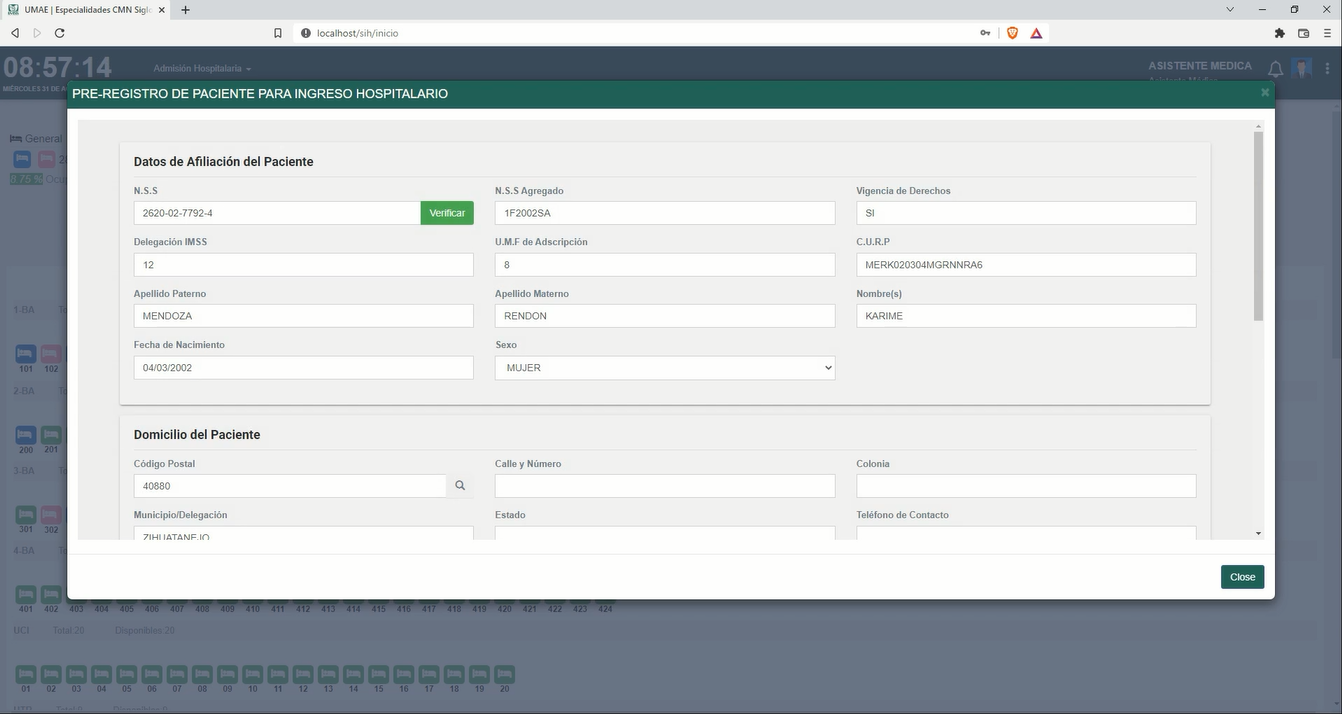 UMAE | Especialidades CMN Siglo
localhost/sih/inicio
08:57:14
Admisión Hospitalaria
ASISTENTE MEDICA
Asistente Médica
MIÉRCOLES 31 DE A
PRE-REGISTRO DE PACIENTE PARA INGRESO HOSPITALARIO
General
8.75 %
Datos de Afiliación del Paciente
N.S.S
N.S.S Agregado
Vigencia de Derechos
2620-02-7792-4
Verificar
1F2002SA
SI
Delegación IMSS
U.M.F de Adscripción
C.U.R.P
12
8
MERK020304MGRNNRA6
Apellido Paterno
Apellido Materno
Nombre(s)
MENDOZA
RENDON
KARIME
Fecha de Nacimiento
Sexo
04/03/2002
MUJER
Domicilio del Paciente
Código Postal
Calle y Número
Colonia
40880
Municipio/Delegación
Estado
Teléfono de Contacto
ZIHUATANEJO
Close
1-BA
101 102
2-BA
200 201
3-BA
301 302
4-BA
401 402 403 404 405 406 407 408 409 410 411 412 413 414 415 416 417 418 419 420 421 422 423 424
UCI Total 20 Disponibles 20
01 02 03 04 05 06 07 08 09 10 11 12 13 14 15 16 17 18 19 20